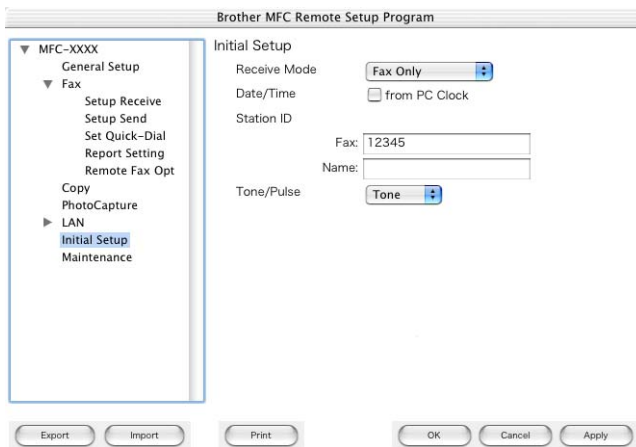 Brother MFC Remote Setup Program
MFC-XXXX
General Setup
Fax
Setup Receive
Setup Send
Set Quick-Dial
Report Setting
Remote Fax Opt
Copy
PhotoCapture
LAN
Initial Setup
Maintenance
Initial Setup
Receive Mode Fax Only
Date/Time from PC Clock
Station ID
Fax: 12345
Name:
Tone/Pulse Tone
Export Import Print OK Cancel Apply